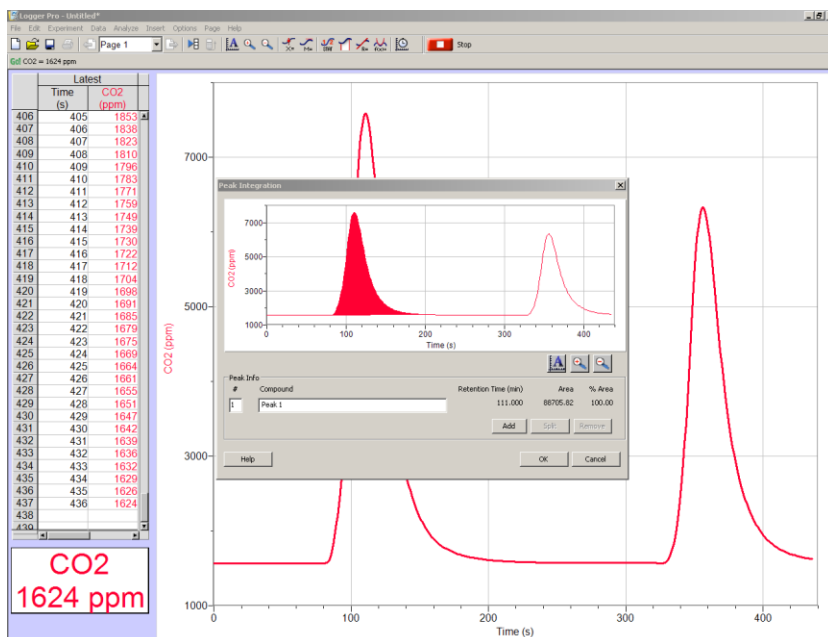 Logger Pro - Untitled*
File Edit Experiment Data Analyze Insert Options Page Help
Page 1
Stop
CO2 = 1624 ppm
Latest
Time CO2
(s) (ppm)
406 405 1853
407 406 1838
408 407 1823
409 408 1810
410 409 1796
411 410 1783
412 411 1771
413 412 1759
414 413 1749
415 414 1739
416 415 1730
417 416 1722
418 417 1712
419 418 1704
420 419 1698
421 420 1691
422 421 1685
423 422 1679
424 423 1675
425 424 1669
426 425 1664
427 426 1661
428 427 1655
429 428 1651
430 429 1647
431 430 1642
432 431 1639
433 432 1636
434 433 1632
435 434 1629
436 435 1626
437 436 1624
438
439
CO2
1624 ppm
CO2 (ppm)
7000
5000
3000
1000
0 100 200 300 400
Time (s)
Peak Integration
CO2 (ppm)
7000
5000
3000
1000
0 100 200 300 400
Time (s)
Peak Info
# Compound Retention Time (min) Area % Area
1 Peak 1 111.000 88705.82 100.00
Add Split... Remove
Help OK Cancel